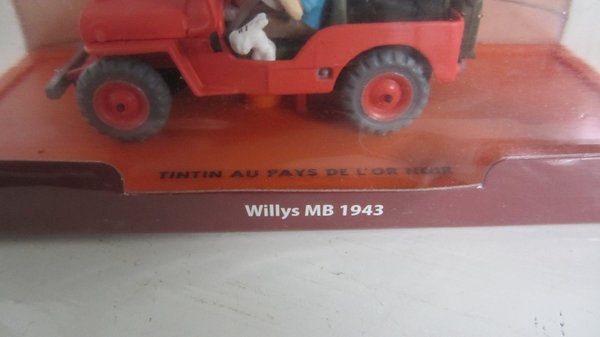 TINTIN AU PAYS DE L'OR NOIR
Willys MB 1943